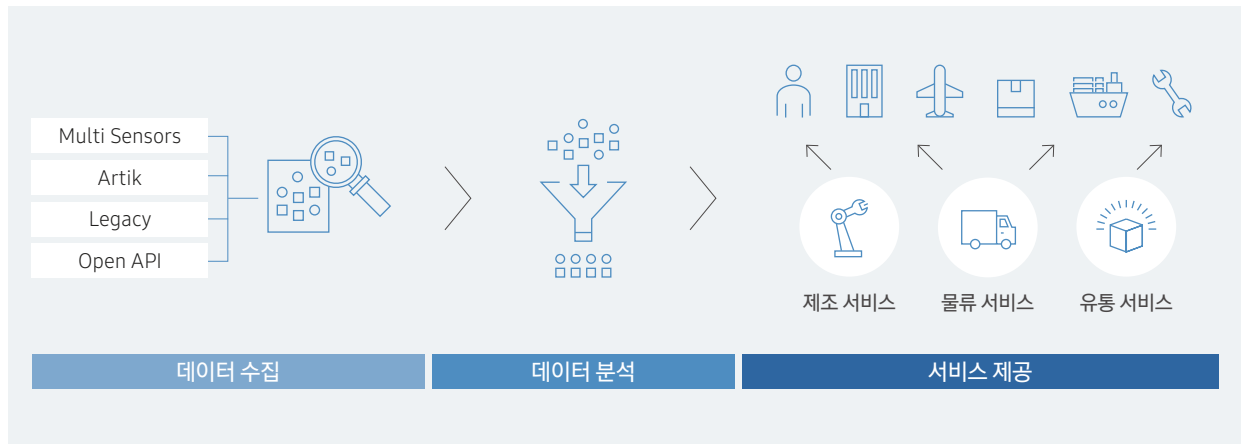 Multi Sensors
Artik
Legacy
Open API
제조 서비스
물류 서비스
유통 서비스
데이터 수집
데이터 분석
서비스 제공